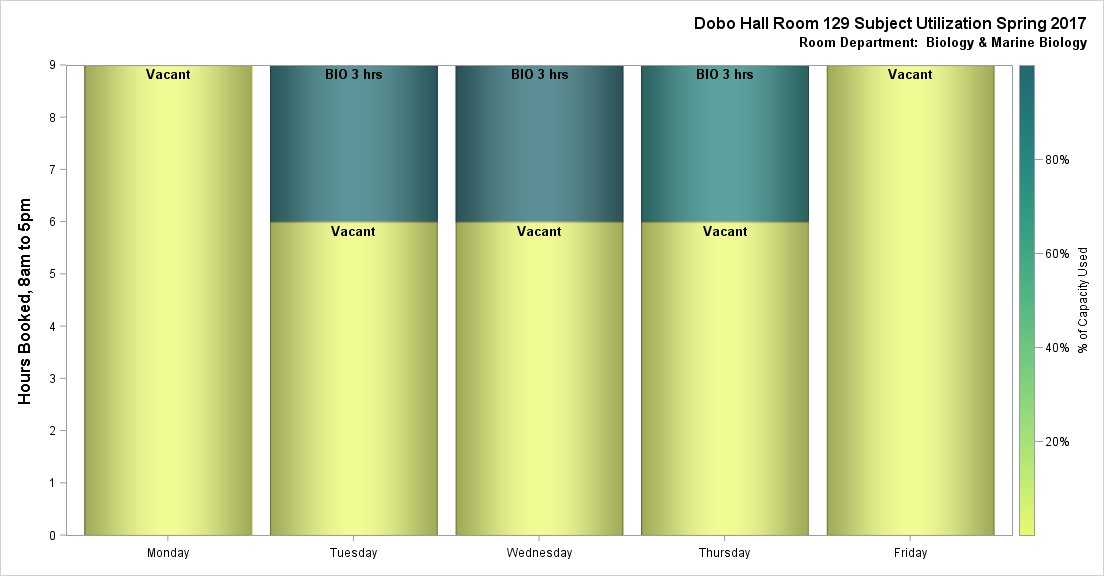 Dobo Hall Room 129 Subject Utilization Spring 2017
Room Department:  Biology & Marine Biology
Hours Booked, 8am to 5pm
9
8
7
6
5
4
3
2
1
0
Vacant
BIO 3 hrs
BIO 3 hrs
BIO 3 hrs
Vacant
Vacant
Vacant
Vacant
Monday
Tuesday
Wednesday
Thursday
Friday
80%
60%
40%
20%
% of Capacity Used